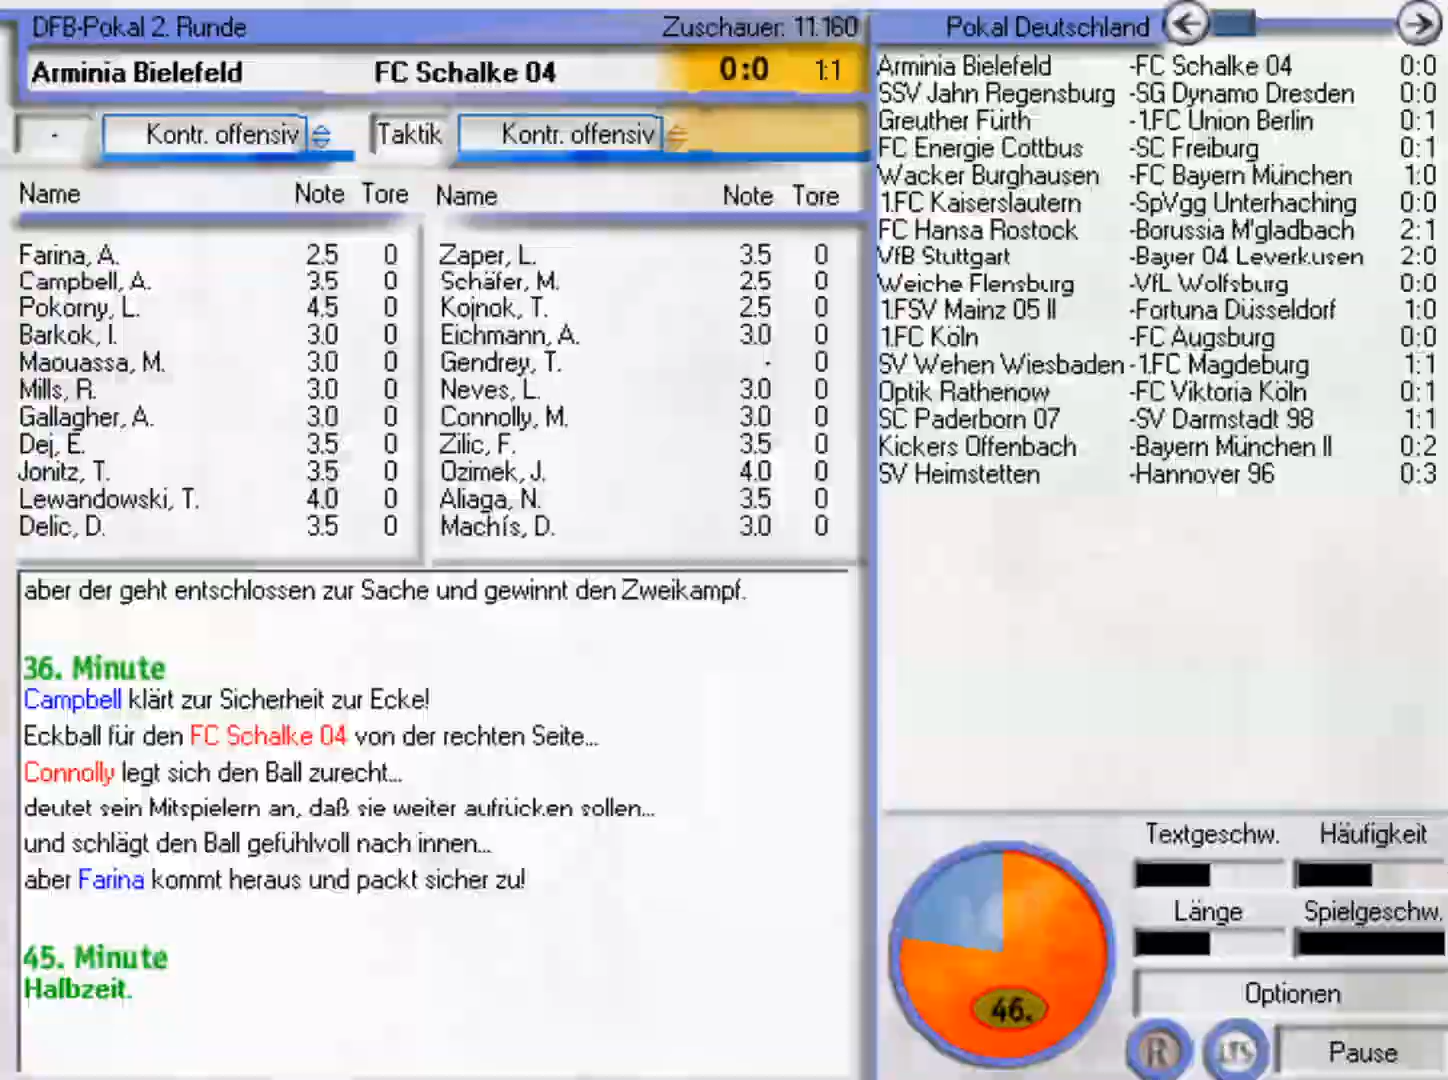 DFB-Pokal 2. Runde Zuschauer: 11.160
Arminia Bielefeld FC Schalke 04 0:0 1:1
- Kontr. offensiv Taktik Kontr. offensiv
Name Note Tore Name Note Tore
Farina, A. 2.5 0 Zaper, L. 3.5 0
Campbell, A. 3.5 0 Schäfer, M. 2.5 0
Pokorny, L. 4.5 0 Kojnok, T. 2.5 0
Barkok, I. 3.0 0 Eichmann, A. 3.0 0
Maouassa, M. 3.0 0 Gendrey, T. - 0
Mills, R. 3.0 0 Neves, L. 3.0 0
Gallagher, A. 3.0 0 Connolly, M. 3.0 0
Dej, E. 3.5 0 Zilic, F. 3.5 0
Jonitz, T. 3.5 0 Ozimek, J. 4.0 0
Lewandowski, T. 4.0 0 Aliaga, N. 3.5 0
Delic, D. 3.5 0 Machís, D. 3.0 0
aber der geht entschlossen zur Sache und gewinnt den Zweikampf.
36. Minute
Campbell klärt zur Sicherheit zur Ecke!
Eckball für den FC Schalke 04 von der rechten Seite...
Connolly legt sich den Ball zurecht...
deutet sein Mitspielern an, daß sie weiter aufrücken sollen...
und schlägt den Ball gefühlvoll nach innen...
aber Farina kommt heraus und packt sicher zu!
45. Minute
Halbzeit.
Pokal Deutschland
Arminia Bielefeld -FC Schalke 04 0:0
SSV Jahn Regensburg -SG Dynamo Dresden 0:0
Greuther Fürth -1.FC Union Berlin 0:1
FC Energie Cottbus -SC Freiburg 0:1
Wacker Burghausen -FC Bayern München 1:0
1.FC Kaiserslautern -SpVgg Unterhaching 0:0
FC Hansa Rostock -Borussia M'gladbach 2:1
VfB Stuttgart -Bayer 04 Leverkusen 2:0
Weiche Flensburg -VfL Wolfsburg 0:0
1.FSV Mainz 05 II -Fortuna Düsseldorf 1:0
1.FC Köln -FC Augsburg 0:0
SV Wehen Wiesbaden -1.FC Magdeburg 1:1
Optik Rathenow -FC Viktoria Köln 0:1
SC Paderborn 07 -SV Darmstadt 98 1:1
Kickers Offenbach -Bayern München II 0:2
SV Heimstetten -Hannover 96 0:3
Textgeschw. Häufigkeit
Länge Spielgeschw.
46.
Optionen
R LTS Pause